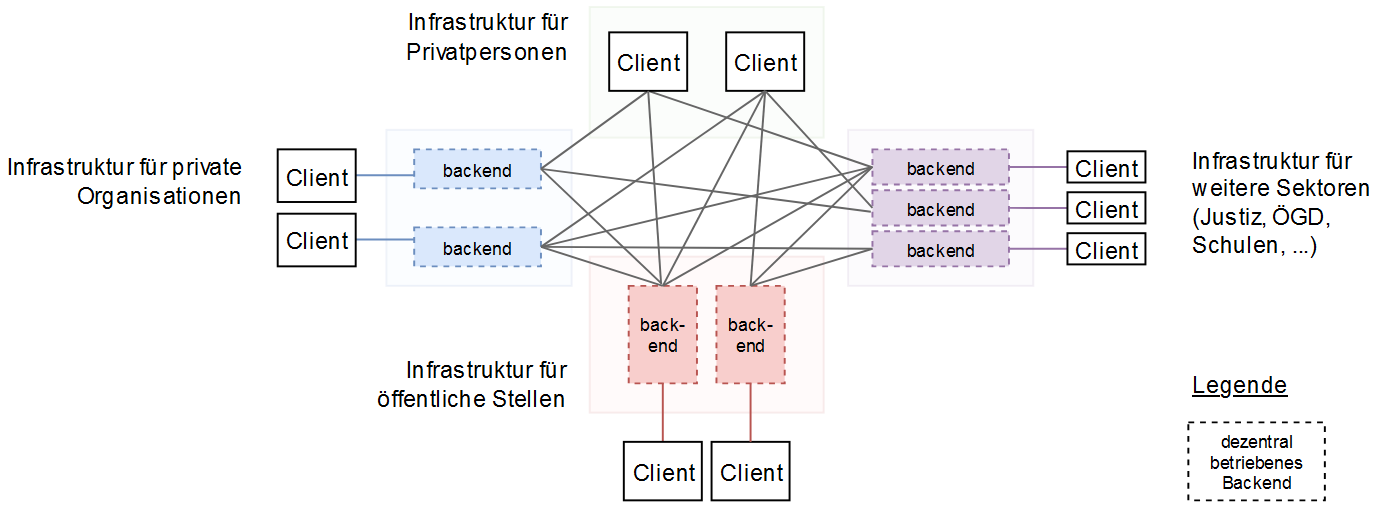 Infrastruktur für
Privatpersonen
Client
Client
Infrastruktur für private
Organisationen
Client
Client
backend
backend
backend
backend
backend
Client
Client
Client
Infrastruktur für
weitere Sektoren
(Justiz, ÖGD,
Schulen, ...)
back-
end
back-
end
Infrastruktur für
öffentliche Stellen
Client
Client
Legende
dezentral
betriebenes
Backend